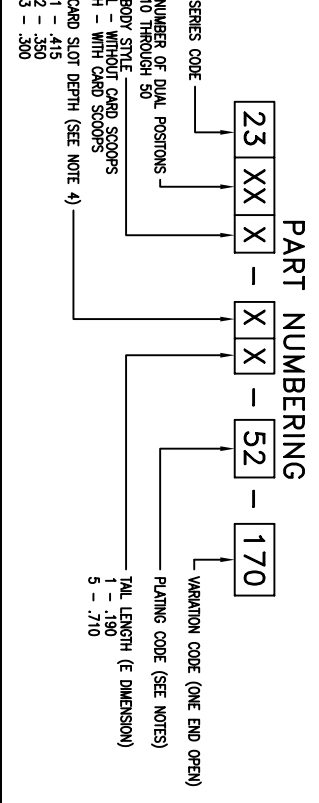 PART NUMBERING
23 XX X - X X - 52 - 170
SERIES CODE
NUMBER OF DUAL POSITONS
10 THROUGH 50
BODY STYLE
L - WITHOUT CARD SCOOPS
H - WITH CARD SCOOPS
CARD SLOT DEPTH (SEE NOTE 4)
1 - .415
2 - .350
3 - .300
VARIATION CODE (ONE END OPEN)
PLATING CODE (SEE NOTES)
TAIL LENGTH (E DIMENSION)
1 - .190
5 - .710